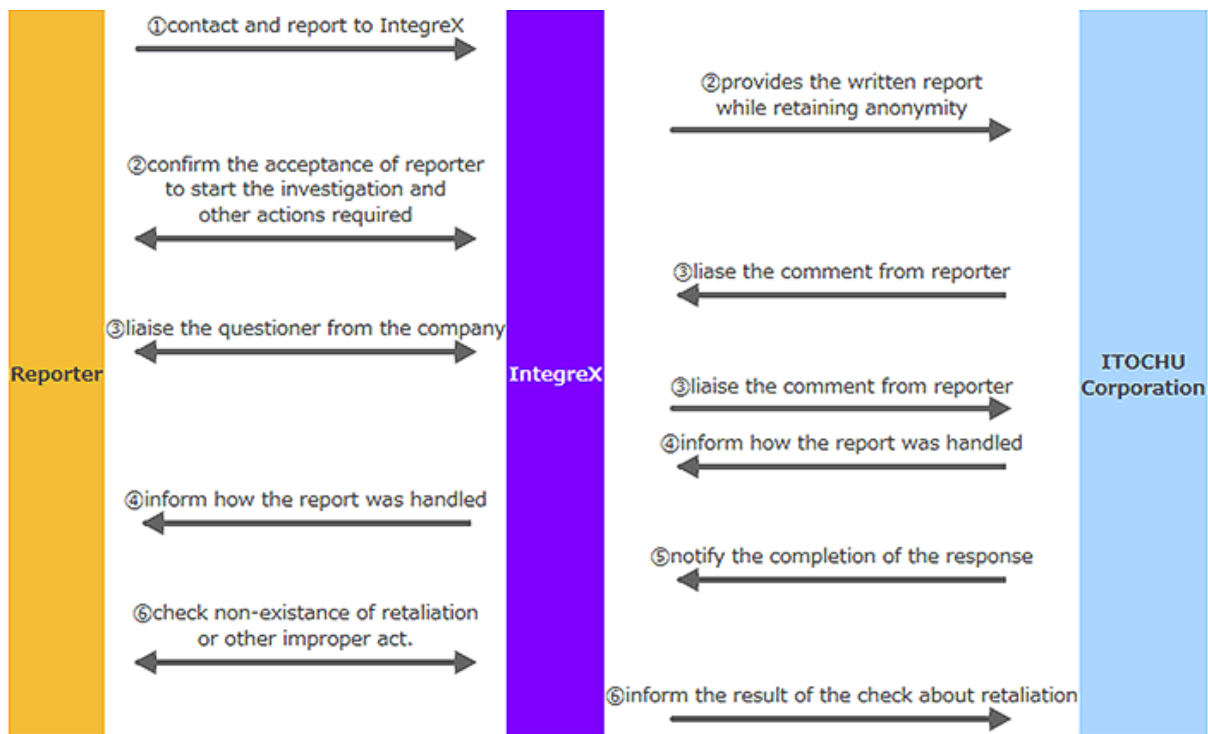 ①contact and report to IntegreX
②provides the written report
while retaining anonymity
②confirm the acceptance of reporter
to start the investigation and
other actions required
③liase the comment from reporter
③liaise the questioner from the company
Reporter
IntegreX
ITOCHU
Corporation
③liaise the comment from reporter
④inform how the report was handled
④inform how the report was handled
⑤notify the completion of the response
⑥check non-existance of retaliation
or other improper act.
⑥inform the result of the check about retaliation